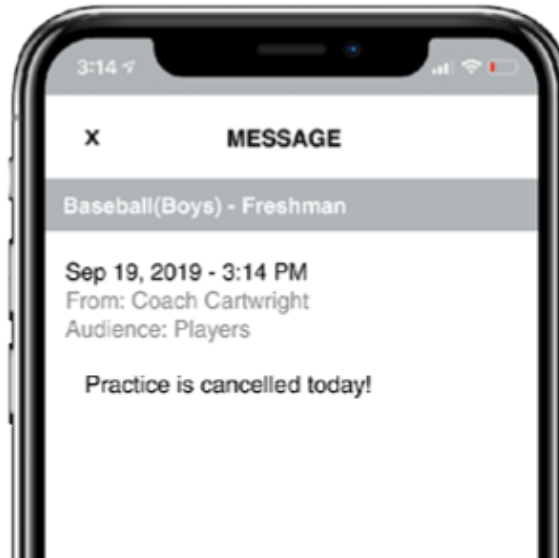 3:14
X MESSAGE
Baseball(Boys) - Freshman
Sep 19, 2019 - 3:14 PM
From: Coach Cartwright
Audience: Players
Practice is cancelled today!